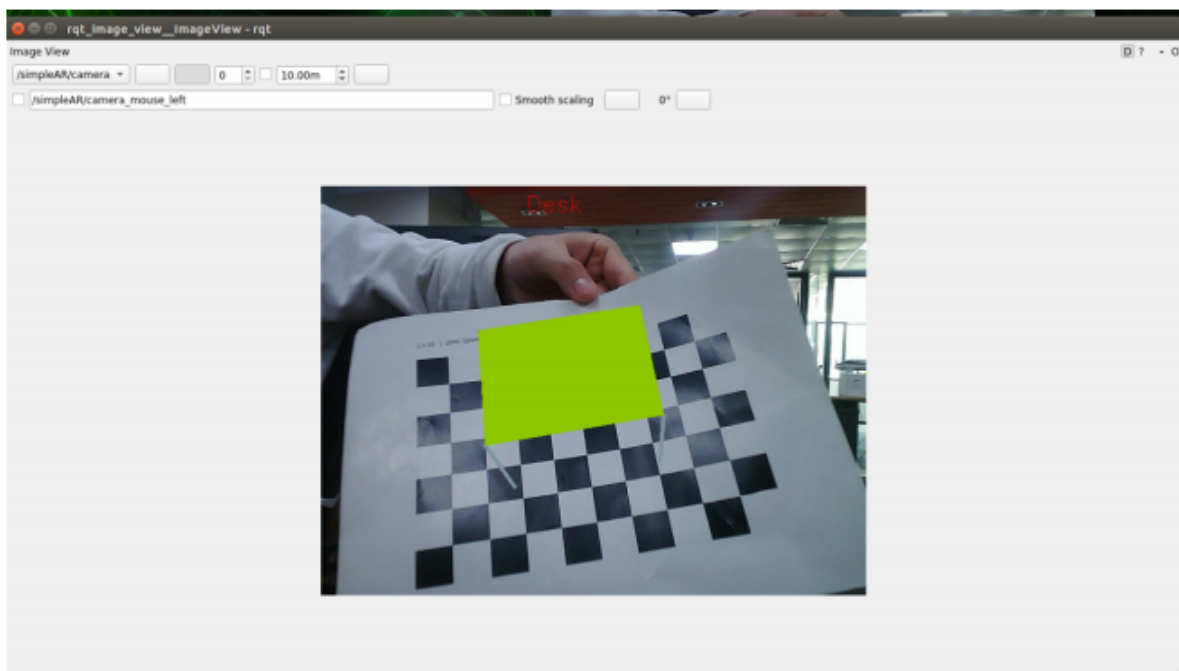 rqt_image_view__ImageView - rqt
Image View
D ? - O
/simpleAR/camera 0 10.00m
/simpleAR/camera_mouse_left Smooth scaling 0°
Desk